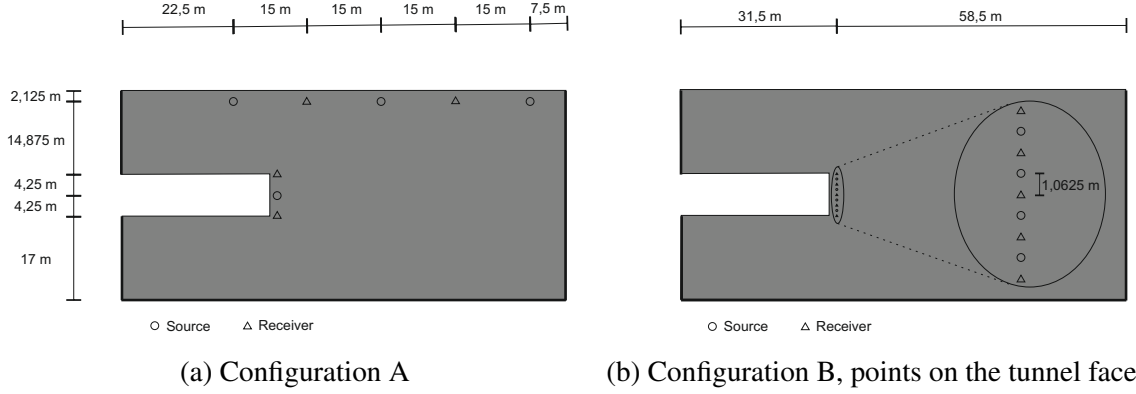 22,5 m 15 m 15 m 15 m 15 m 7,5 m
2,125 m
14,875 m
4,25 m
4,25 m
17 m
Source Receiver
(a) Configuration A
31,5 m 58,5 m
1,0625 m
Source Receiver
(b) Configuration B, points on the tunnel face